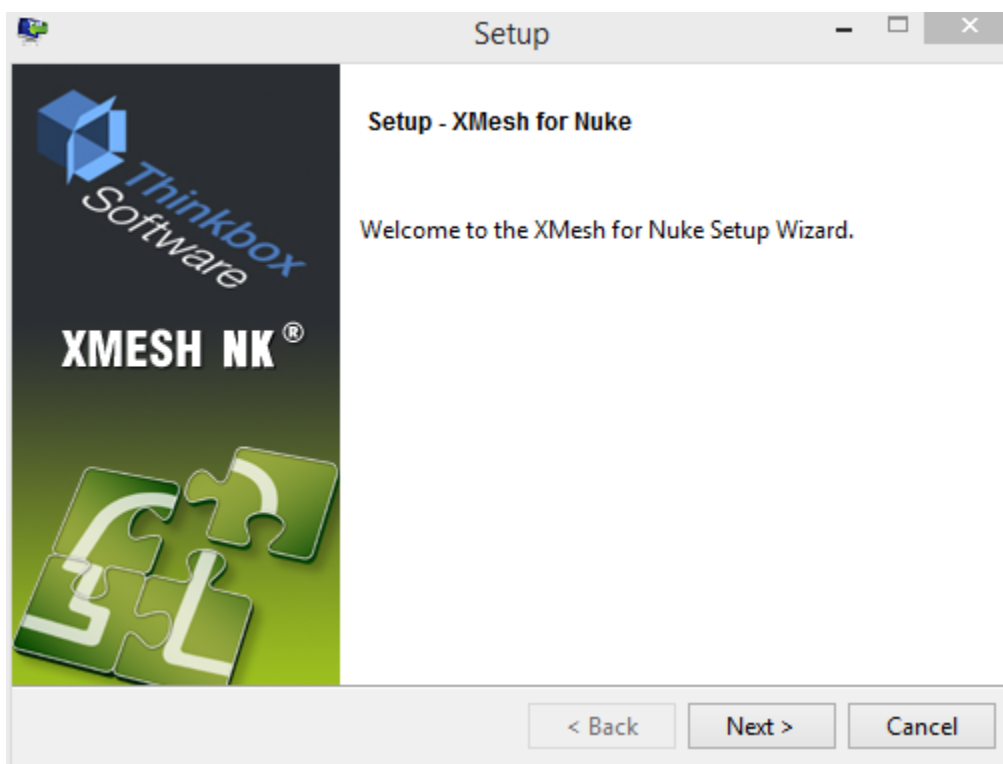 Setup
Thinkbox
Software
XMESH NK®
Setup - XMesh for Nuke
Welcome to the XMesh for Nuke Setup Wizard.
< Back
Next >
Cancel